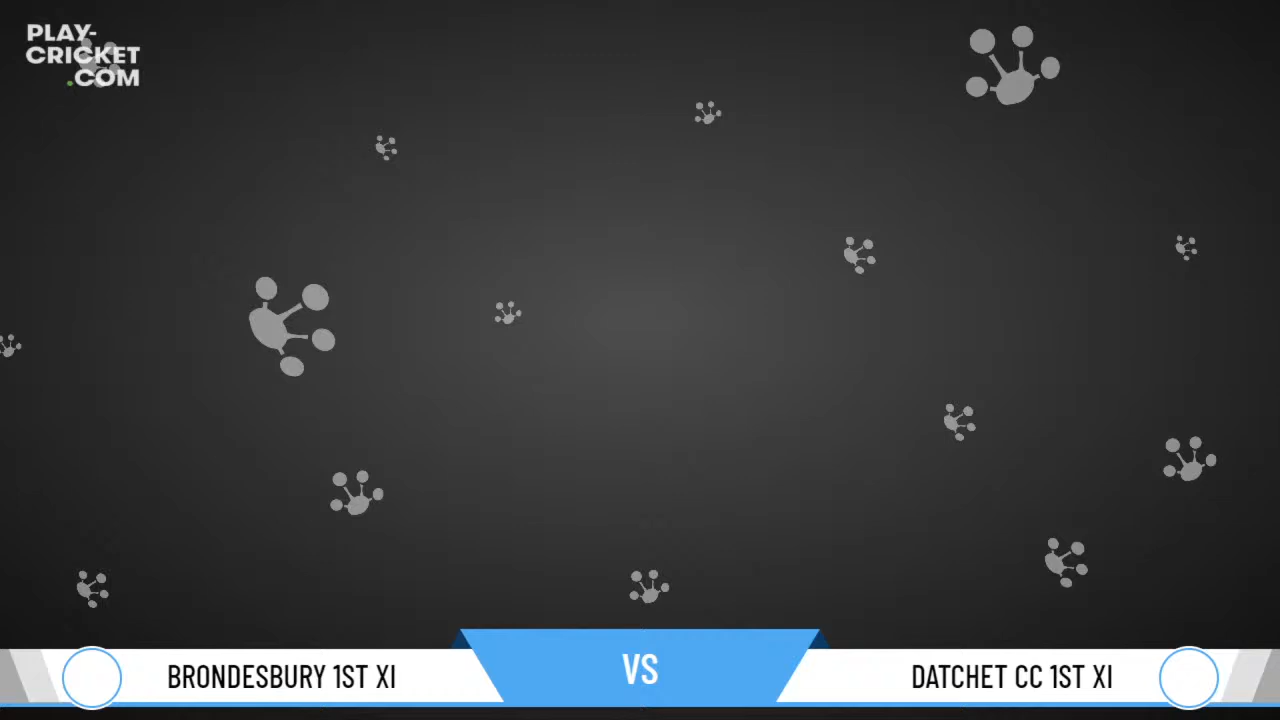 PLAY-
CRICKET
.COM
BRONDESBURY 1ST XI
VS
DATCHET CC 1ST XI